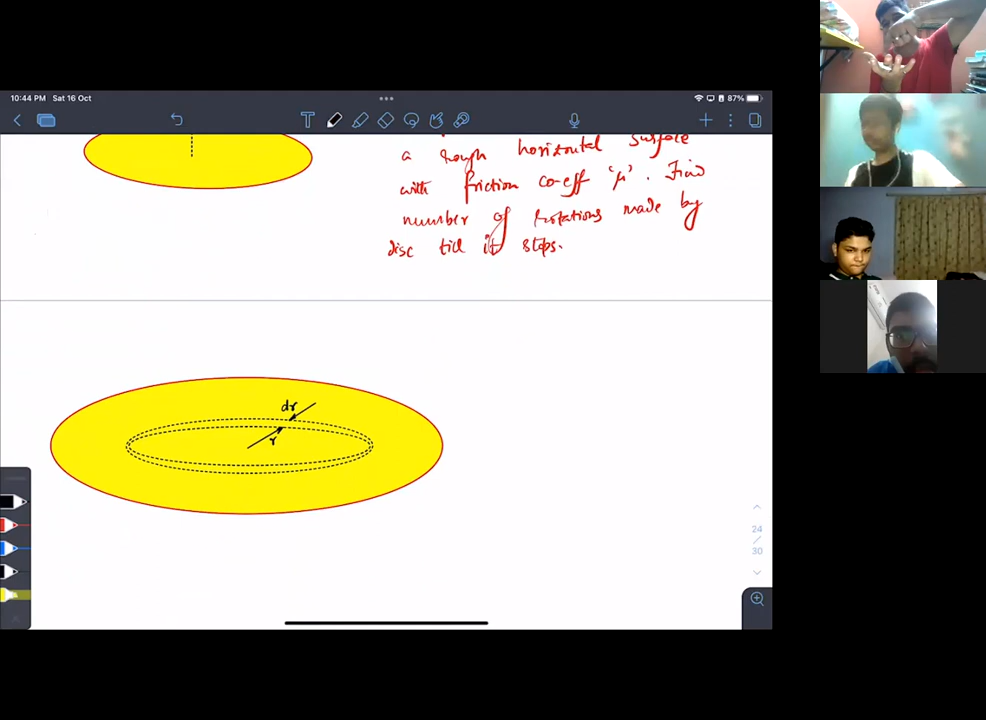 10:44 PM Sat 16 Oct
87%
T
a rough horizontal surface
with friction co-eff 'μ'. Find
number of rotations made by
disc till it stops.
dr
r
24
/
30